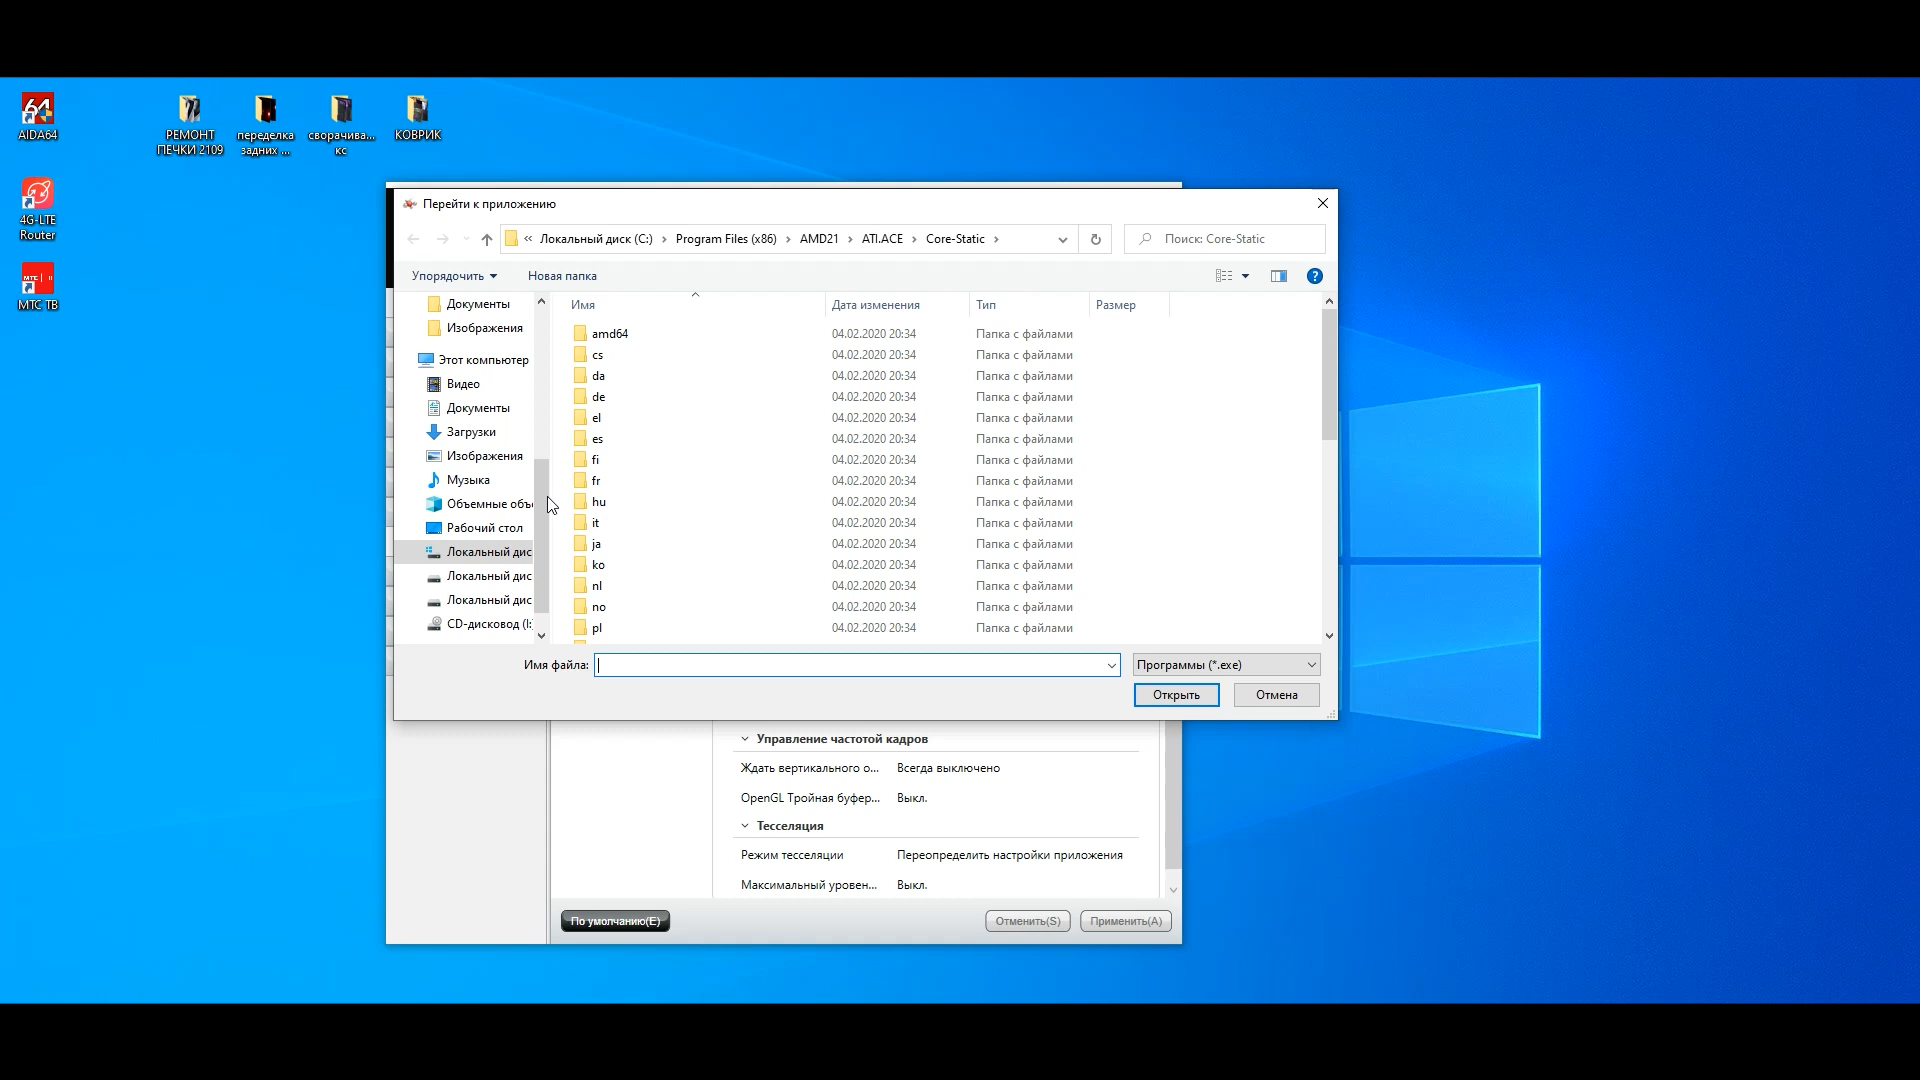 AIDA64
РЕМОНТ
ПЕЧКИ 2109
переделка
задних ...
сворачива...
кс
КОВРИК
4G-LTE
Router
МТС ТВ
Перейти к приложению
« Локальный диск (C:) › Program Files (x86) › AMD21 › ATI.ACE › Core-Static ›
Поиск: Core-Static
Упорядочить
Новая папка
Документы
Изображения
Этот компьютер
Видео
Документы
Загрузки
Изображения
Музыка
Объемные объ
Рабочий стол
Локальный дис
Локальный дис
Локальный дис
CD-дисковод (I:
Имя Дата изменения Тип Размер
amd64 04.02.2020 20:34 Папка с файлами
cs 04.02.2020 20:34 Папка с файлами
da 04.02.2020 20:34 Папка с файлами
de 04.02.2020 20:34 Папка с файлами
el 04.02.2020 20:34 Папка с файлами
es 04.02.2020 20:34 Папка с файлами
fi 04.02.2020 20:34 Папка с файлами
fr 04.02.2020 20:34 Папка с файлами
hu 04.02.2020 20:34 Папка с файлами
it 04.02.2020 20:34 Папка с файлами
ja 04.02.2020 20:34 Папка с файлами
ko 04.02.2020 20:34 Папка с файлами
nl 04.02.2020 20:34 Папка с файлами
no 04.02.2020 20:34 Папка с файлами
pl 04.02.2020 20:34 Папка с файлами
Имя файла:
Программы (*.exe)
Открыть
Отмена
Управление частотой кадров
Ждать вертикального о... Всегда выключено
OpenGL Тройная буфер... Выкл.
Тесселяция
Режим тесселяции Переопределить настройки приложения
Максимальный уровен... Выкл.
По умолчанию(E)
Отменить(S)
Применить(A)